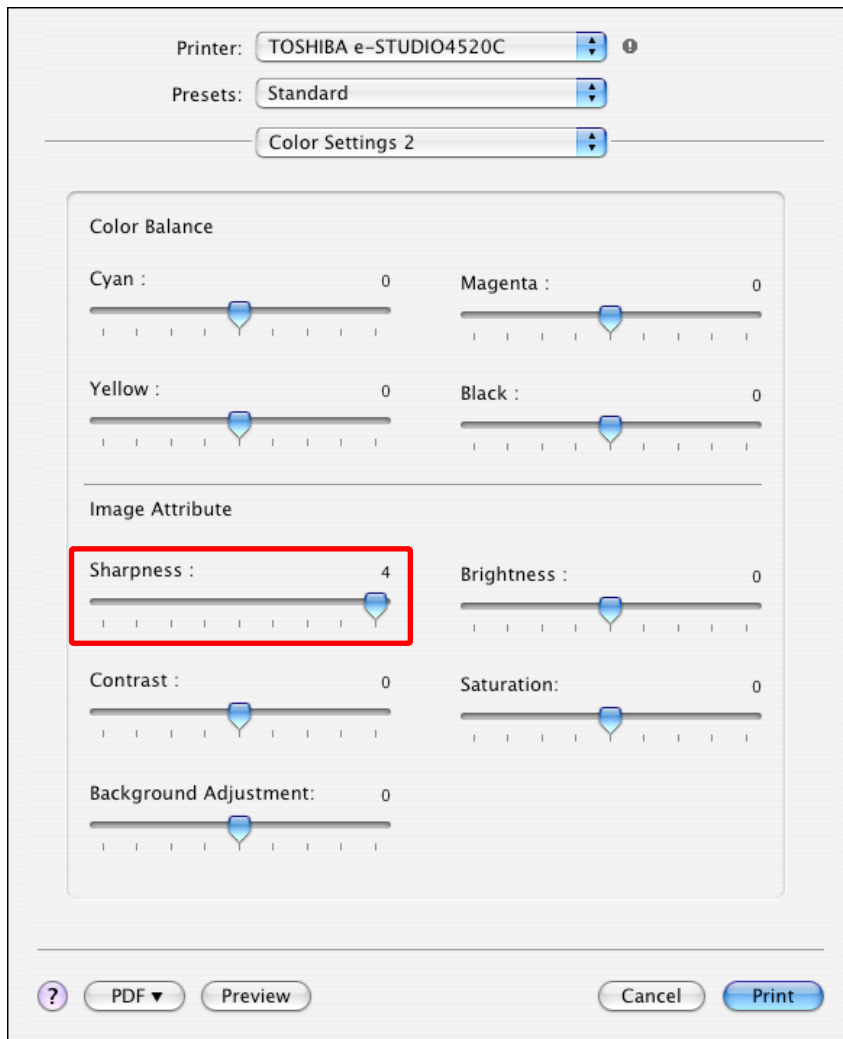 Printer: TOSHIBA e-STUDIO4520C
Presets: Standard
Color Settings 2
Color Balance
Cyan : 0
Magenta : 0
Yellow : 0
Black : 0
Image Attribute
Sharpness : 4
Brightness : 0
Contrast : 0
Saturation: 0
Background Adjustment: 0
? PDF ▼ Preview Cancel Print